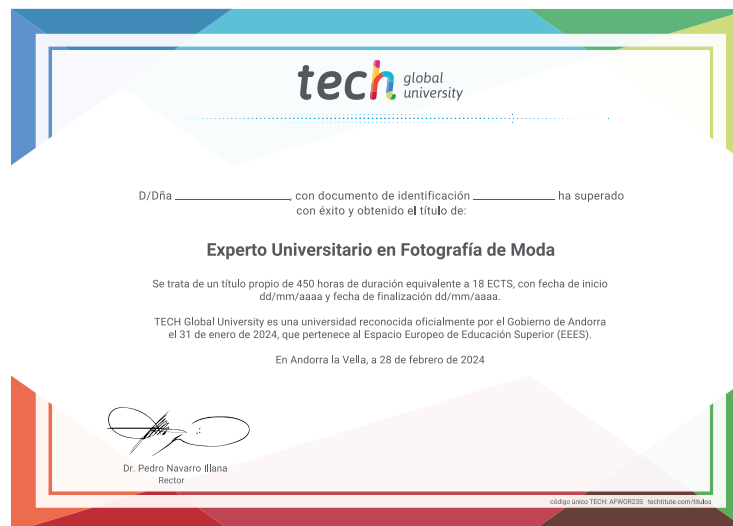 tech global
university
D/Dña ____________________, con documento de identificación ______________ ha superado
con éxito y obtenido el título de:
Experto Universitario en Fotografía de Moda
Se trata de un título propio de 450 horas de duración equivalente a 18 ECTS, con fecha de inicio
dd/mm/aaaa y fecha de finalización dd/mm/aaaa.
TECH Global University es una universidad reconocida oficialmente por el Gobierno de Andorra
el 31 de enero de 2024, que pertenece al Espacio Europeo de Educación Superior (EEES).
En Andorra la Vella, a 28 de febrero de 2024
Dr. Pedro Navarro Illana
Rector
código único TECH: AFWOR23S techtitute.com/titulos